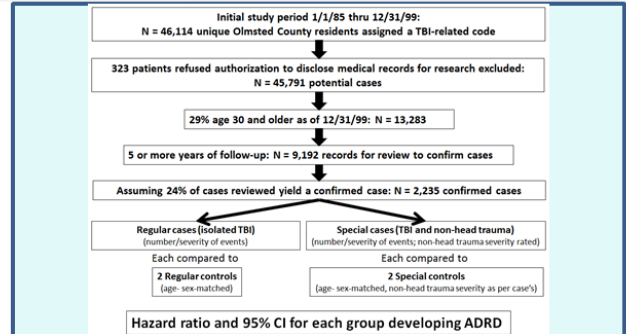 Initial study period 1/1/85 thru 12/31/99:
N = 46,114 unique Olmsted County residents assigned a TBI-related code
323 patients refused authorization to disclose medical records for research excluded:
N = 45,791 potential cases
29% age 30 and older as of 12/31/99: N = 13,283
5 or more years of follow-up: N = 9,192 records for review to confirm cases
Assuming 24% of cases reviewed yield a confirmed case: N = 2,235 confirmed cases
Regular cases (isolated TBI)
(number/severity of events)
Special cases (TBI and non-head trauma)
(number/severity of events; non-head trauma severity rated)
Each compared to
Each compared to
2 Regular controls
(age- sex-matched)
2 Special controls
(age- sex-matched, non-head trauma severity as per case's)
Hazard ratio and 95% CI for each group developing ADRD